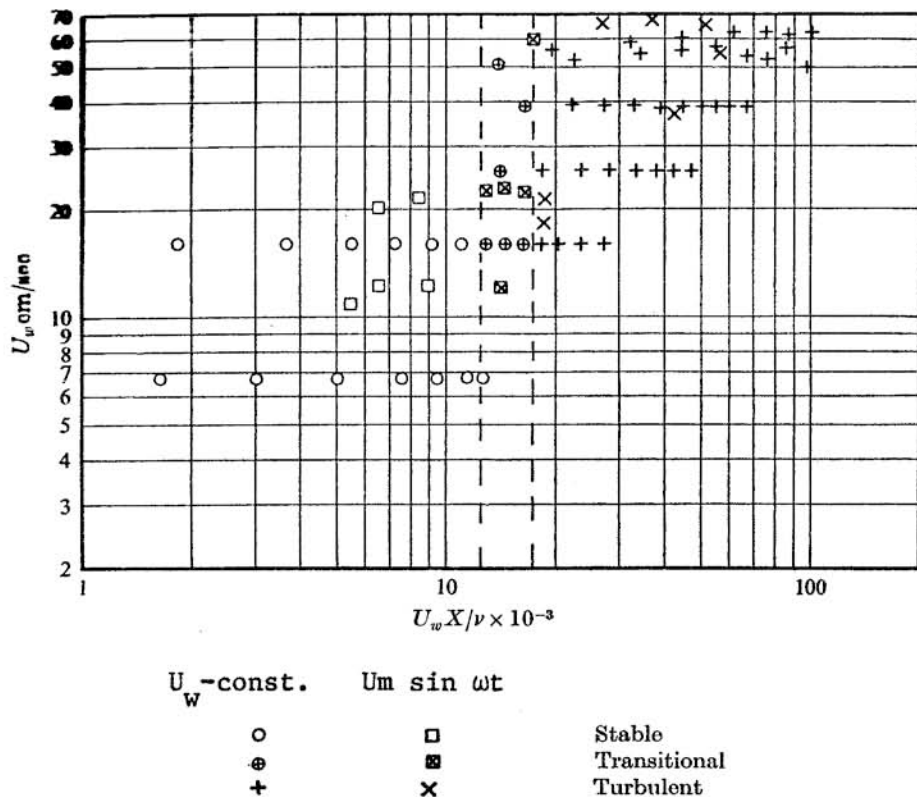 70
60
50
40
30
20
10
9
8
7
6
5
4
3
2
U_w cm/sec
1 10 100
U_w X/ν × 10⁻³
U_W-const. Um sin ωt
Stable
Transitional
Turbulent